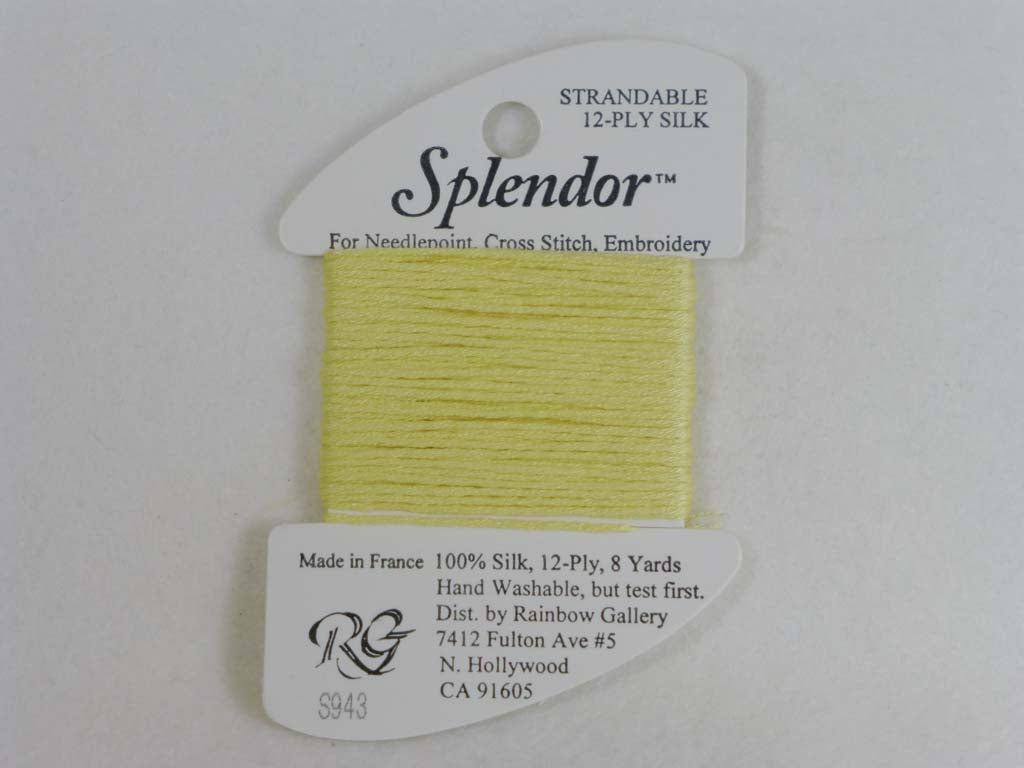 STRANDABLE
12-PLY SILK
Splendor™
For Needlepoint, Cross Stitch, Embroidery
Made in France
100% Silk, 12-Ply, 8 Yards
Hand Washable, but test first.
Dist. by Rainbow Gallery
7412 Fulton Ave #5
N. Hollywood
CA 91605
RG
S943